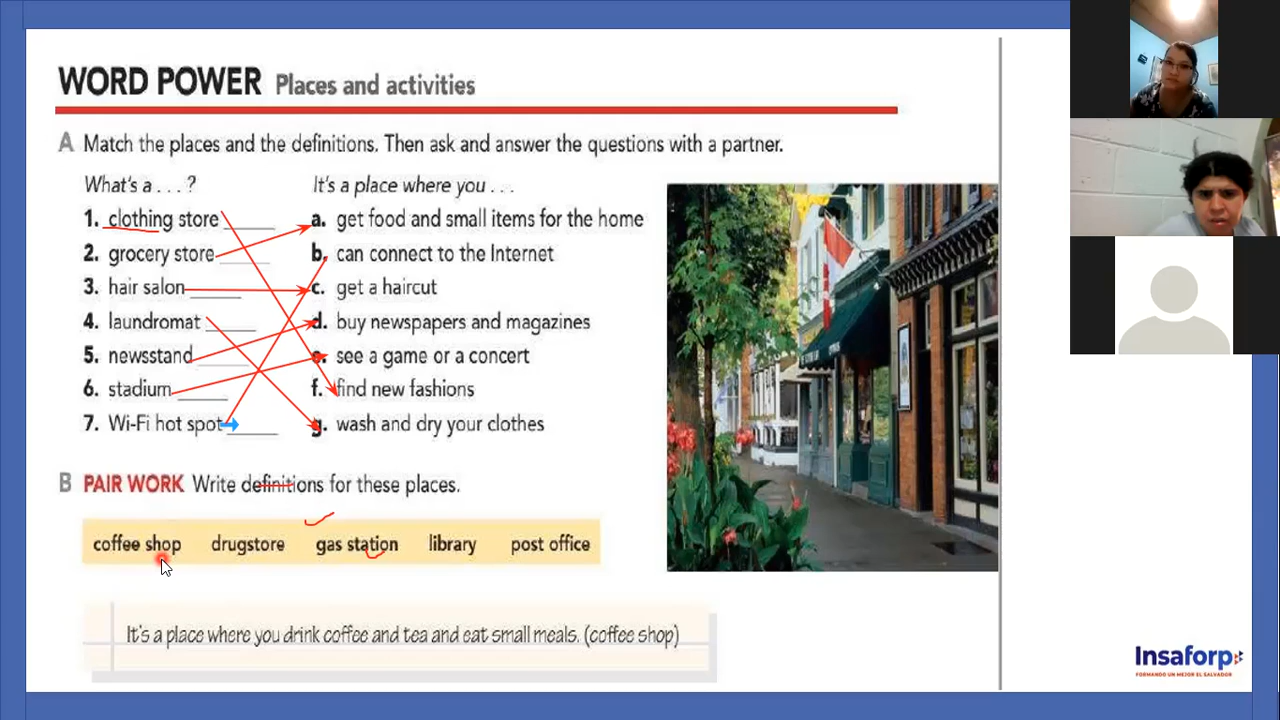 WORD POWER Places and activities
A Match the places and the definitions. Then ask and answer the questions with a partner.
What's a . . . ? It's a place where you . . .
1. clothing store a. get food and small items for the home
2. grocery store b. can connect to the Internet
3. hair salon c. get a haircut
4. laundromat d. buy newspapers and magazines
5. newsstand e. see a game or a concert
6. stadium f. find new fashions
7. Wi-Fi hot spot g. wash and dry your clothes
B PAIR WORK Write definitions for these places.
coffee shop drugstore gas station library post office
It's a place where you drink coffee and tea and eat small meals. (coffee shop)
Insaforp
FORMANDO UN MEJOR EL SALVADOR